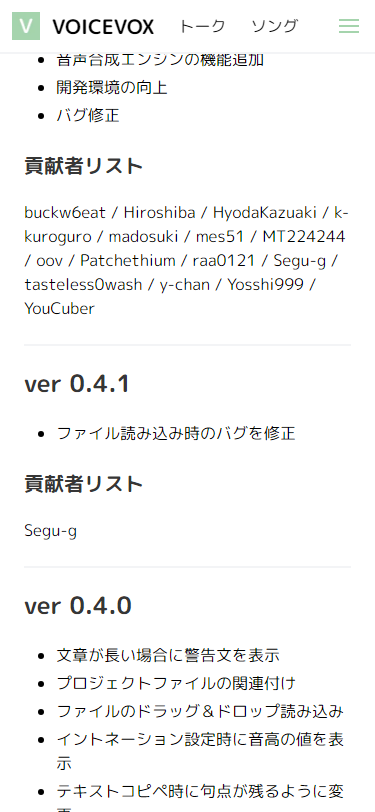 V VOICEVOX トーク ソング
音声合成エンジンの機能追加
開発環境の向上
バグ修正
貢献者リスト
buckw6eat / Hiroshiba / HyodaKazuaki / k-
kuroguro / madosuki / mes51 / MT224244
/ oov / Patchethium / raa0121 / Segu-g /
tasteless0wash / y-chan / Yosshi999 /
YouCuber
ver 0.4.1
ファイル読み込み時のバグを修正
貢献者リスト
Segu-g
ver 0.4.0
文章が長い場合に警告文を表示
プロジェクトファイルの関連付け
ファイルのドラッグ＆ドロップ読み込み
イントネーション設定時に音高の値を表
示
テキストコピペ時に句点が残るように変
更